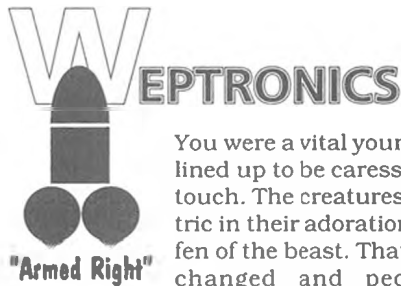 WEPTRONICS
"Armed Right"
You were a vital your
lined up to be caress
touch. The creatures
tric in their adoration
fen of the beast. That
changed and peo